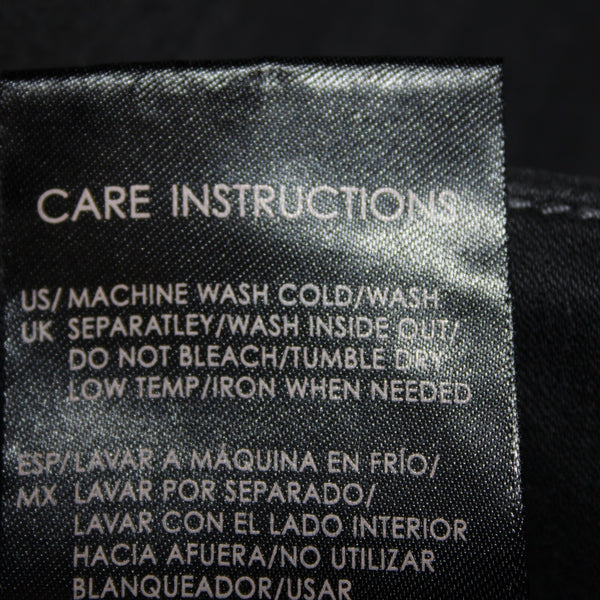 CARE INSTRUCTIONS
US/ MACHINE WASH COLD/WASH
UK SEPARATLEY/WASH INSIDE OUT/
DO NOT BLEACH/TUMBLE DRY
LOW TEMP/IRON WHEN NEEDED
ESP/ LAVAR A MÁQUINA EN FRÍO/
MX LAVAR POR SEPARADO/
LAVAR CON EL LADO INTERIOR
HACIA AFUERA/NO UTILIZAR
BLANQUEADOR/USAR